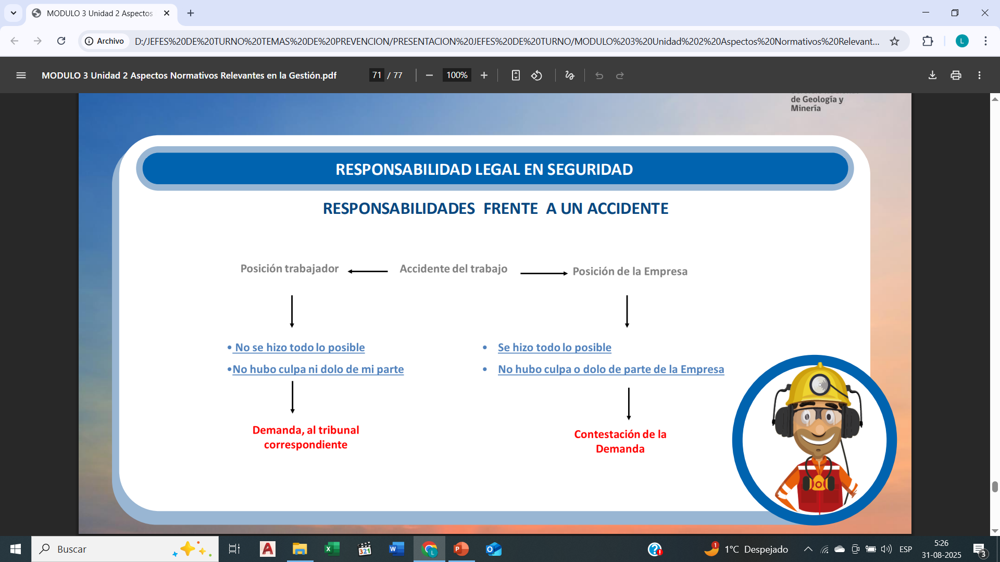 MODULO 3 Unidad 2 Aspectos
Archivo
D:/JEFES%20DE%20TURNO%20TEMAS%20DE%20PREVENCION/PRESENTACION%20JEFES%20DE%20TURNO/MODULO%203%20Unidad%202%20Aspectos%20Normativos%20Relevant...
L
MODULO 3 Unidad 2 Aspectos Normativos Relevantes en la Gestión.pdf
71 / 77
100%
de Geología y
Minería
RESPONSABILIDAD LEGAL EN SEGURIDAD
RESPONSABILIDADES FRENTE A UN ACCIDENTE
Posición trabajador
Accidente del trabajo
Posición de la Empresa
• No se hizo todo lo posible
•No hubo culpa ni dolo de mi parte
• Se hizo todo lo posible
• No hubo culpa o dolo de parte de la Empresa
Demanda, al tribunal
correspondiente
Contestación de la
Demanda
Buscar
321
1
1°C Despejado
ESP
5:26
31-08-2025
3